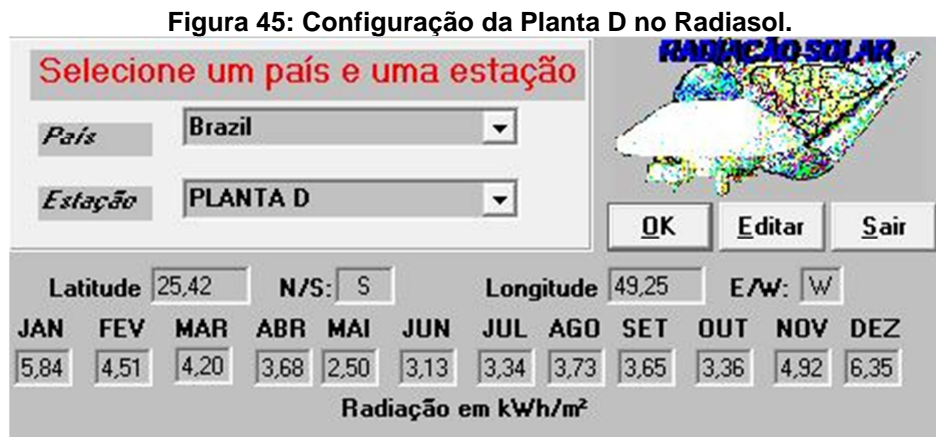 Figura 45: Configuração da Planta D no Radiasol.
RADIAÇÃO SOLAR
Selecione um país e uma estação
País Brazil
Estação PLANTA D
OK Editar Sair
Latitude 25,42 N/S: S Longitude 49,25 E/W: W
JAN FEV MAR ABR MAI JUN JUL AGO SET OUT NOV DEZ
5,84 4,51 4,20 3,68 2,50 3,13 3,34 3,73 3,65 3,36 4,92 6,35
Radiação em kWh/m²